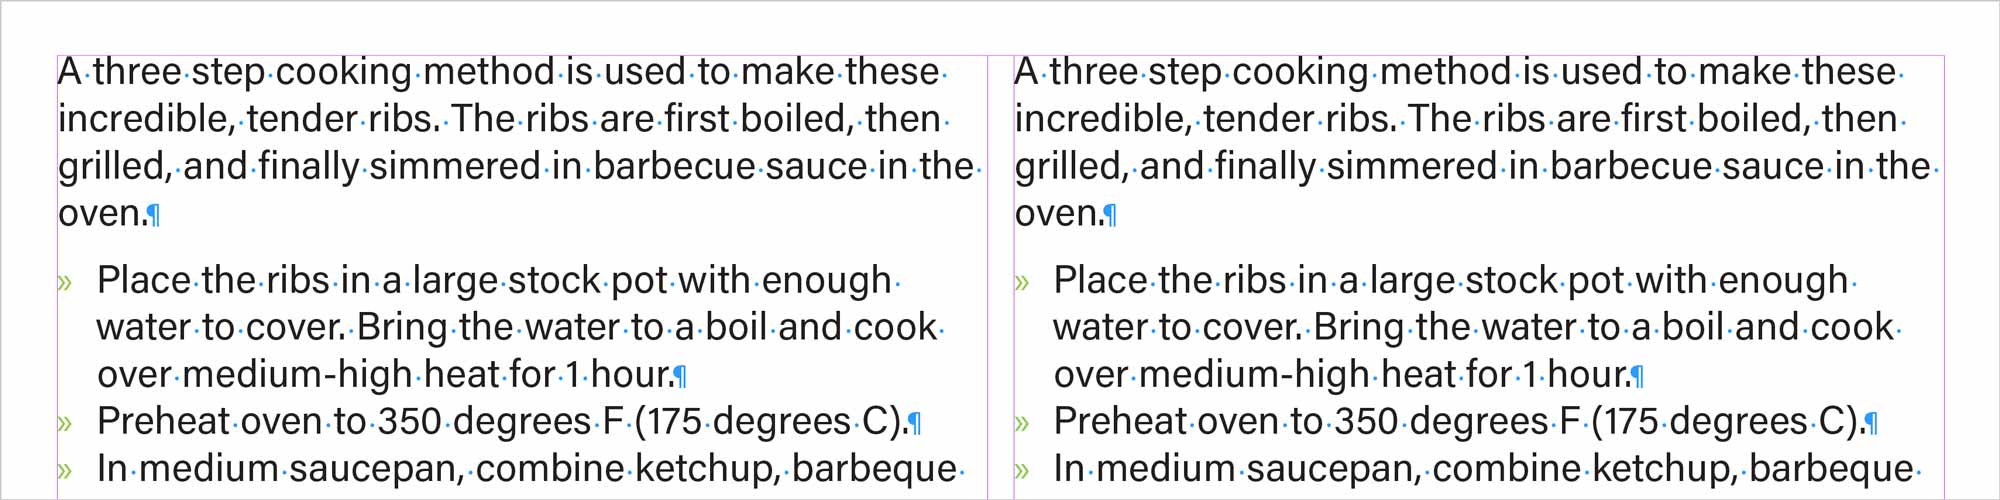 A three step cooking method is used to make these
incredible, tender ribs. The ribs are first boiled, then
grilled, and finally simmered in barbecue sauce in the
oven.¶
» Place the ribs in a large stock pot with enough
water to cover. Bring the water to a boil and cook
over medium-high heat for 1 hour.¶
» Preheat oven to 350 degrees F (175 degrees C).¶
» In medium saucepan, combine ketchup, barbeque
A three step cooking method is used to make these
incredible, tender ribs. The ribs are first boiled, then
grilled, and finally simmered in barbecue sauce in the
oven.¶
» Place the ribs in a large stock pot with enough
water to cover. Bring the water to a boil and cook
over medium-high heat for 1 hour.¶
» Preheat oven to 350 degrees F (175 degrees C).¶
» In medium saucepan, combine ketchup, barbeque